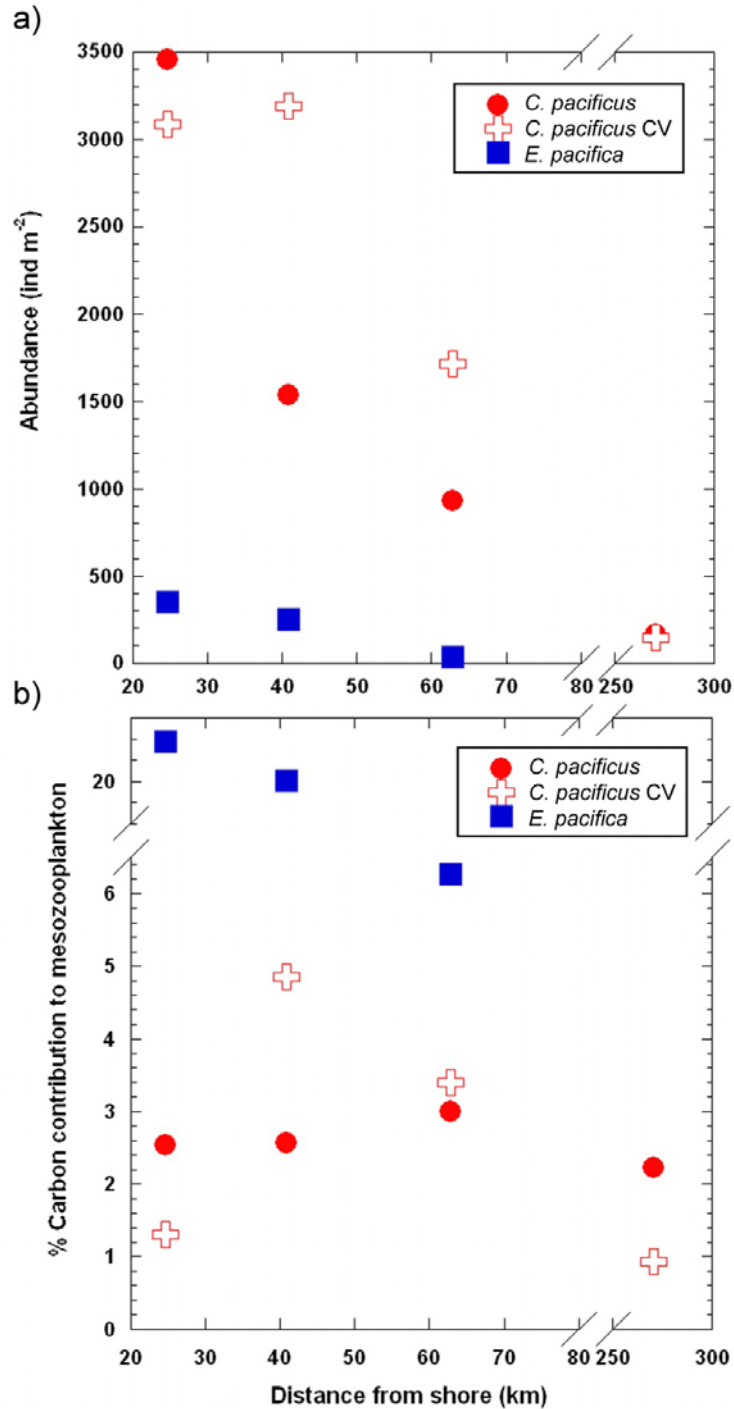 a)
3500
3000
2500
2000
1500
1000
500
0
Abundance (ind m⁻²)
C. pacificus
C. pacificus CV
E. pacifica
20 30 40 50 60 70 80 250 300
b)
20
6
5
4
3
2
1
0
% Carbon contribution to mesozooplankton
C. pacificus
C. pacificus CV
E. pacifica
20 30 40 50 60 70 80 250 300
Distance from shore (km)